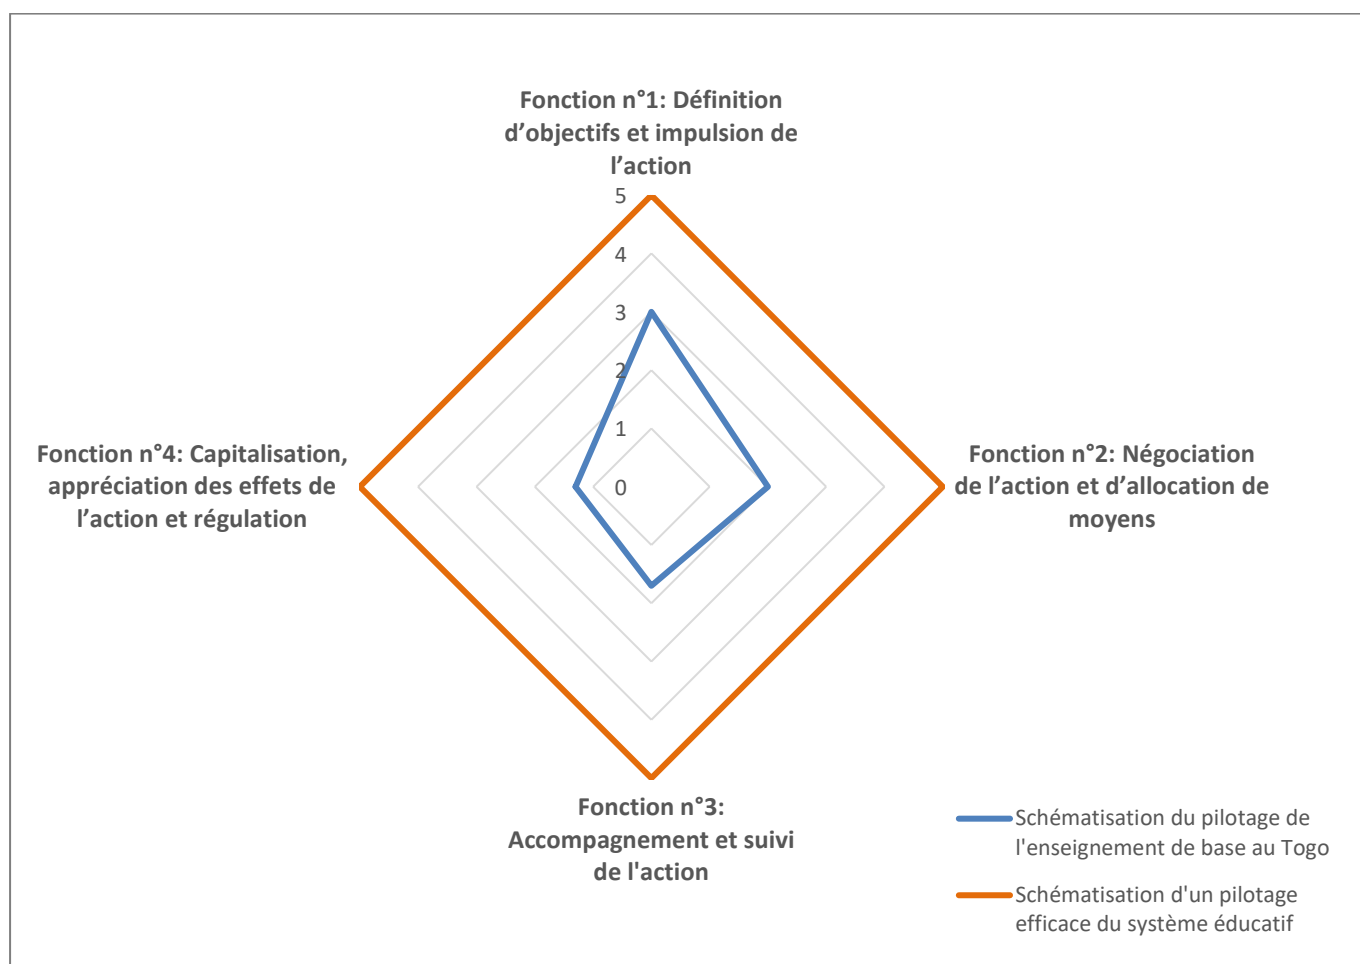 Fonction n°1: Définition
d’objectifs et impulsion de
l’action
5
4
3
2
1
0
Fonction n°4: Capitalisation,
appréciation des effets de
l’action et régulation
Fonction n°2: Négociation
de l’action et d’allocation de
moyens
Fonction n°3:
Accompagnement et suivi
de l'action
Schématisation du pilotage de
l'enseignement de base au Togo
Schématisation d'un pilotage
efficace du système éducatif